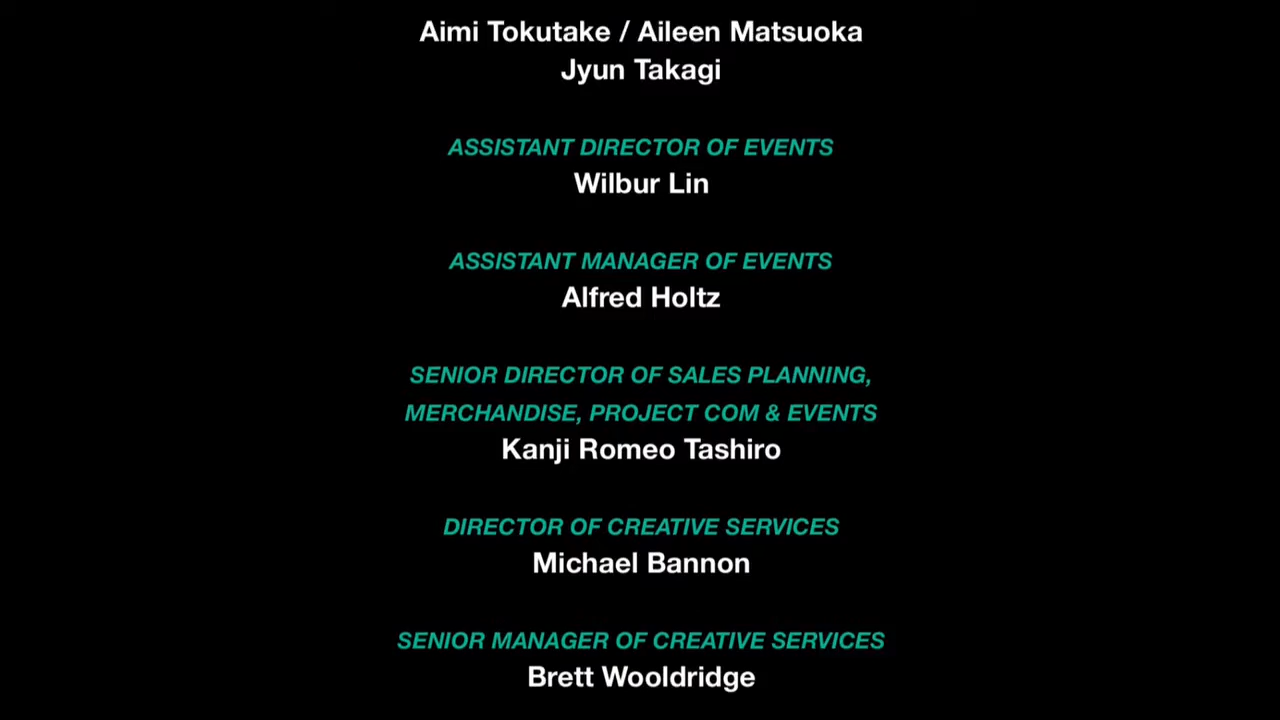 Aimi Tokutake / Aileen Matsuoka
Jyun Takagi
ASSISTANT DIRECTOR OF EVENTS
Wilbur Lin
ASSISTANT MANAGER OF EVENTS
Alfred Holtz
SENIOR DIRECTOR OF SALES PLANNING,
MERCHANDISE, PROJECT COM & EVENTS
Kanji Romeo Tashiro
DIRECTOR OF CREATIVE SERVICES
Michael Bannon
SENIOR MANAGER OF CREATIVE SERVICES
Brett Wooldridge